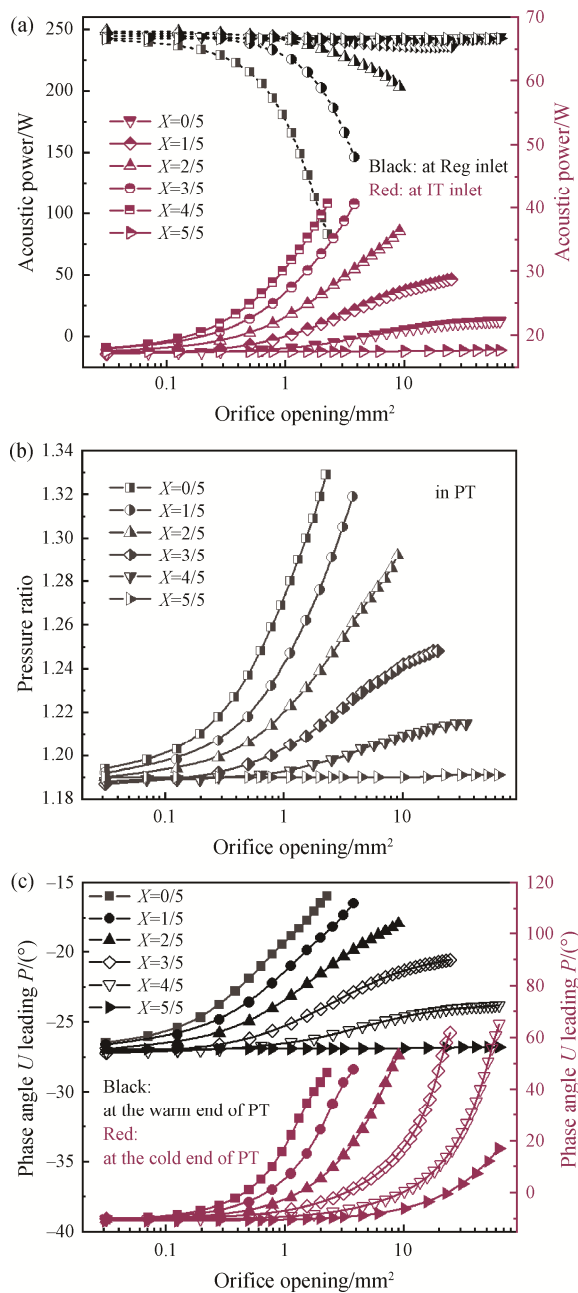 (a)
250
200
150
100
50
0
Acoustic power/W
70
60
50
40
30
20
Acoustic power/W
X=0/5
X=1/5
X=2/5
X=3/5
X=4/5
X=5/5
Black: at Reg inlet
Red: at IT inlet
0.1 1 10
Orifice opening/mm²
(b)
1.34
1.32
1.30
1.28
1.26
1.24
1.22
1.20
1.18
Pressure ratio
X=0/5
X=1/5
X=2/5
X=3/5
X=4/5
X=5/5
in PT
0.1 1 10
Orifice opening/mm²
(c)
–15
–20
–25
–30
–35
–40
Phase angle U leading P/(°)
120
100
80
60
40
20
0
Phase angle U leading P/(°)
X=0/5
X=1/5
X=2/5
X=3/5
X=4/5
X=5/5
Black:
at the warm end of PT
Red:
at the cold end of PT
0.1 1 10
Orifice opening/mm²